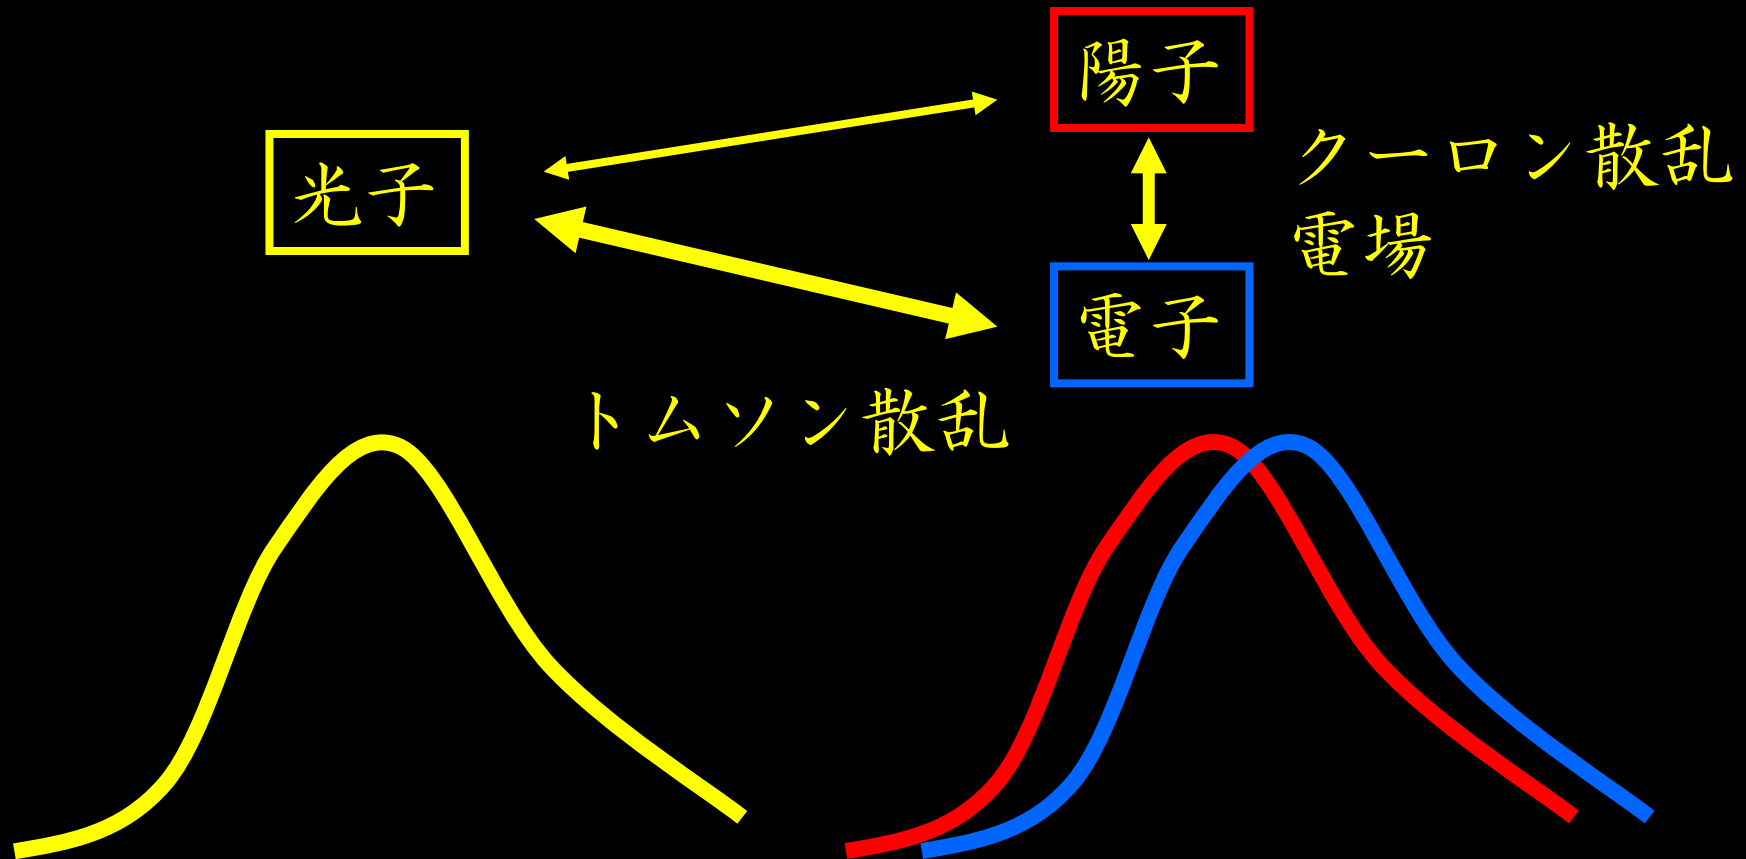 陽子
光子
クーロン散乱
電場
電子
トムソン散乱